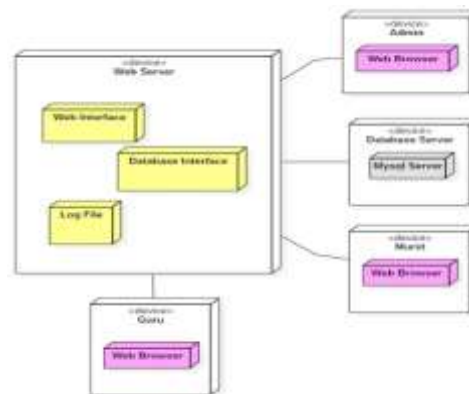 «device»
Web Server
Web Interface
Database Interface
Log File
«device»
Admin
Web Browser
«device»
Database Server
Mysql Server
«device»
Murid
Web Browser
«device»
Guru
Web Browser